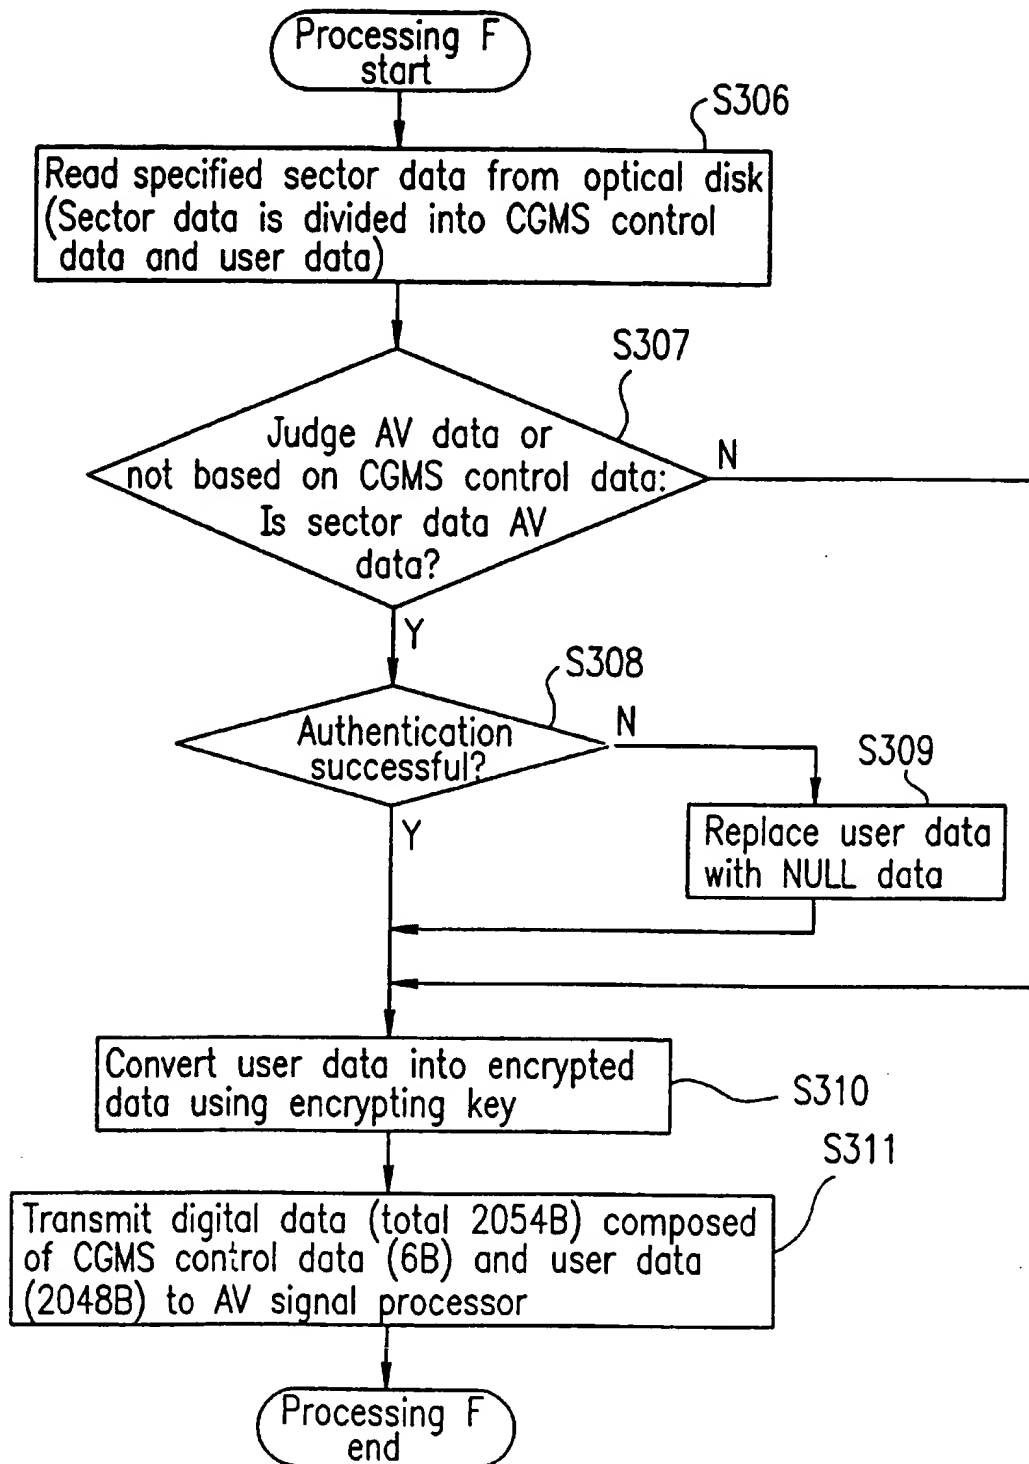 Processing F
start
S306
Read specified sector data from optical disk
(Sector data is divided into CGMS control
data and user data)
S307
Judge AV data or
not based on CGMS control data:
Is sector data AV
data?
N
Y
S308
Authentication
successful?
N
Y
S309
Replace user data
with NULL data
Convert user data into encrypted
data using encrypting key
S310
S311
Transmit digital data (total 2054B) composed
of CGMS control data (6B) and user data
(2048B) to AV signal processor
Processing F
end